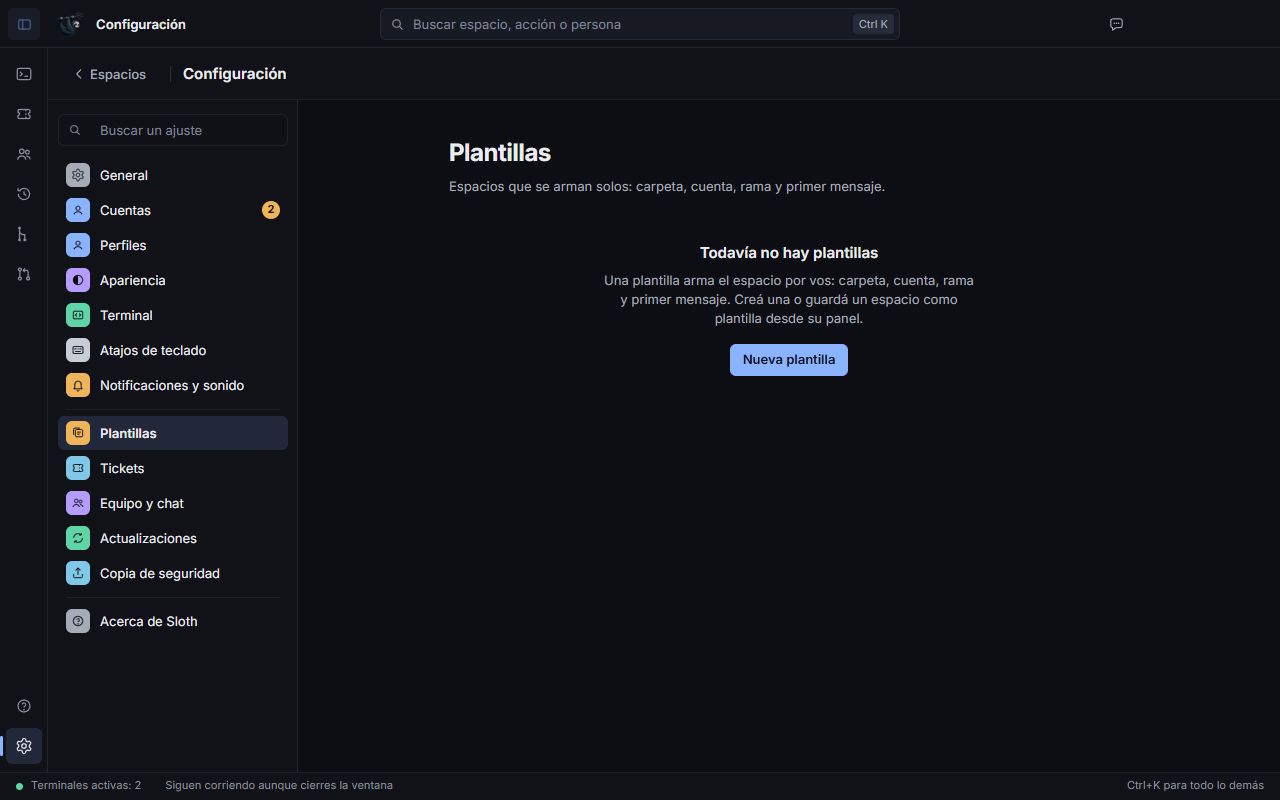 Configuración
Buscar espacio, acción o persona
Ctrl K
Espacios
Configuración
Buscar un ajuste
General
Cuentas
2
Perfiles
Apariencia
Terminal
Atajos de teclado
Notificaciones y sonido
Plantillas
Tickets
Equipo y chat
Actualizaciones
Copia de seguridad
Acerca de Sloth
Plantillas
Espacios que se arman solos: carpeta, cuenta, rama y primer mensaje.
Todavía no hay plantillas
Una plantilla arma el espacio por vos: carpeta, cuenta, rama
y primer mensaje. Creá una o guardá un espacio como
plantilla desde su panel.
Nueva plantilla
Terminales activas: 2
Siguen corriendo aunque cierres la ventana
Ctrl+K para todo lo demás